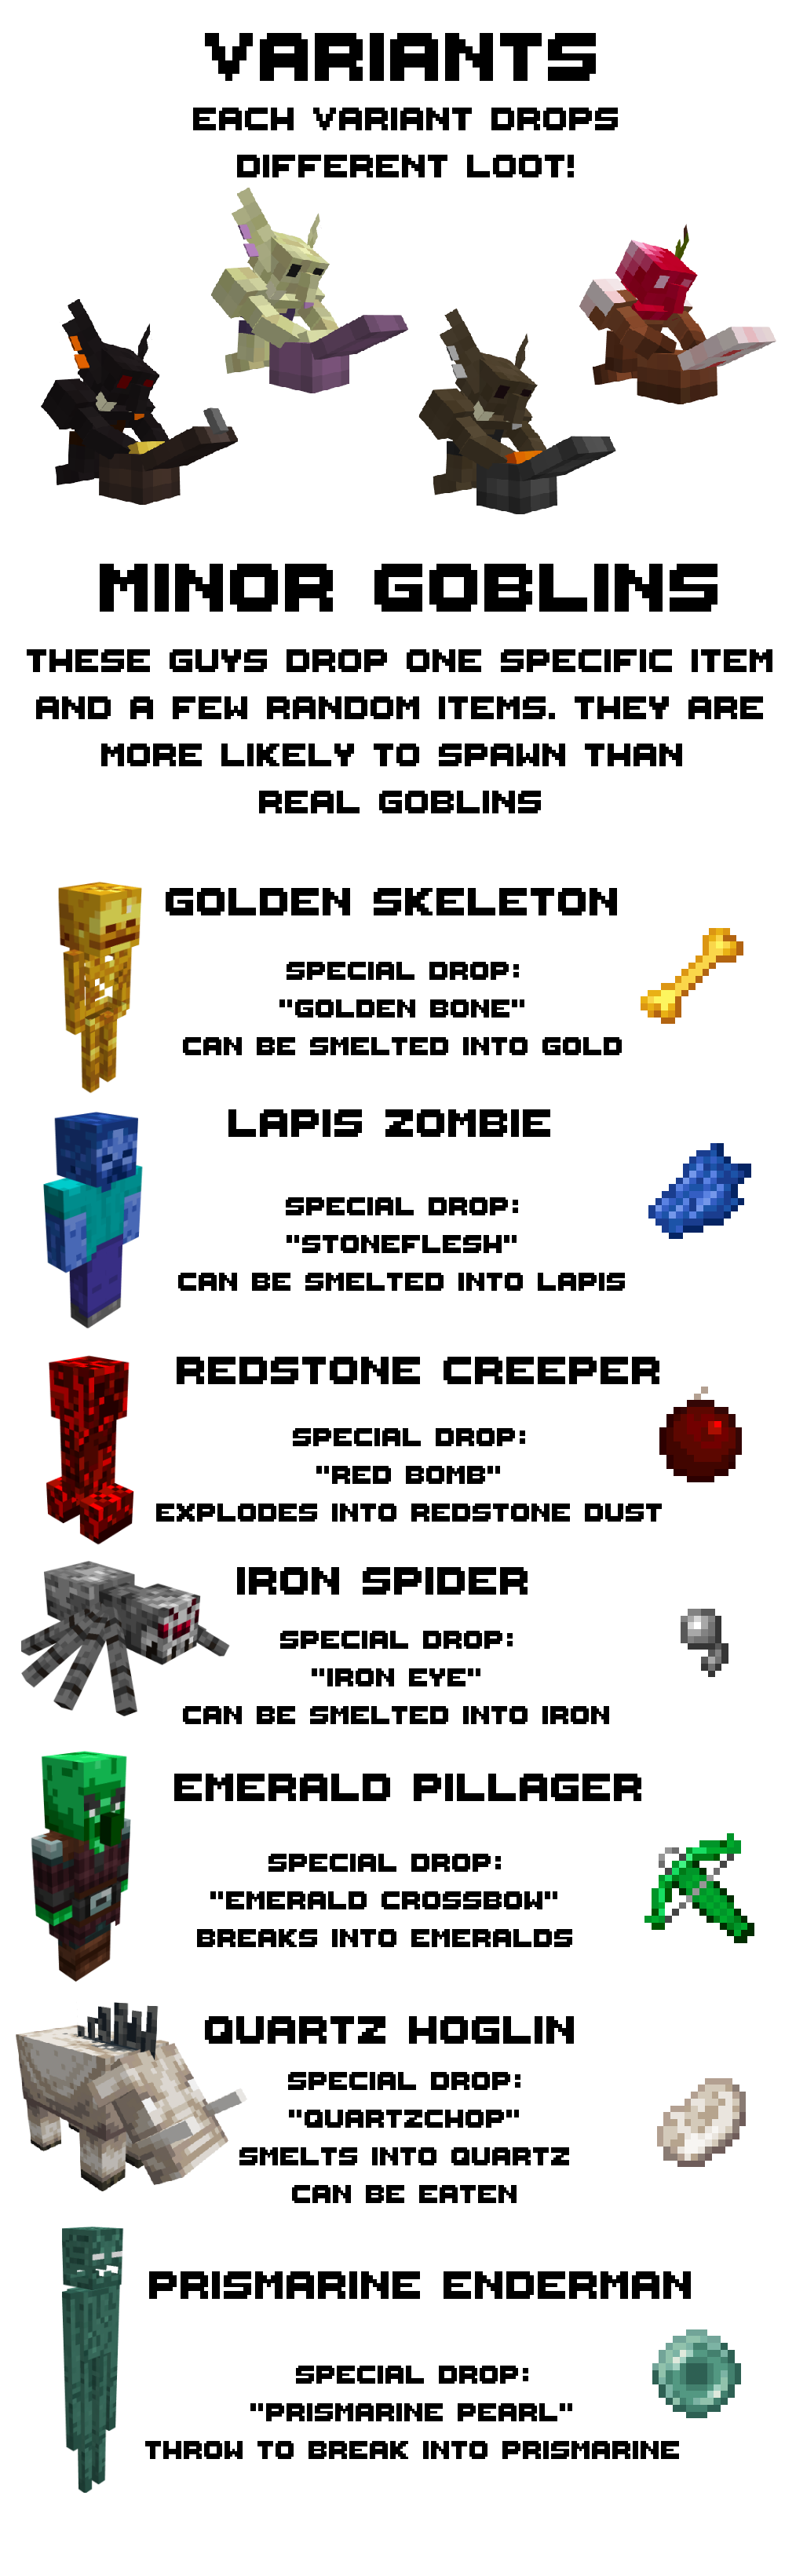 VARIANTS
EACH VARIANT DROPS
DIFFERENT LOOT!
MINOR GOBLINS
THESE GUYS DROP ONE SPECIFIC ITEM
AND A FEW RANDOM ITEMS. THEY ARE
MORE LIKELY TO SPAWN THAN
REAL GOBLINS
GOLDEN SKELETON
SPECIAL DROP:
"GOLDEN BONE"
CAN BE SMELTED INTO GOLD
LAPIS ZOMBIE
SPECIAL DROP:
"STONEFLESH"
CAN BE SMELTED INTO LAPIS
REDSTONE CREEPER
SPECIAL DROP:
"RED BOMB"
EXPLODES INTO REDSTONE DUST
IRON SPIDER
SPECIAL DROP:
"IRON EYE"
CAN BE SMELTED INTO IRON
EMERALD PILLAGER
SPECIAL DROP:
"EMERALD CROSSBOW"
BREAKS INTO EMERALDS
QUARTZ HOGLIN
SPECIAL DROP:
"QUARTZCHOP"
SMELTS INTO QUARTZ
CAN BE EATEN
PRISMARINE ENDERMAN
SPECIAL DROP:
"PRISMARINE PEARL"
THROW TO BREAK INTO PRISMARINE